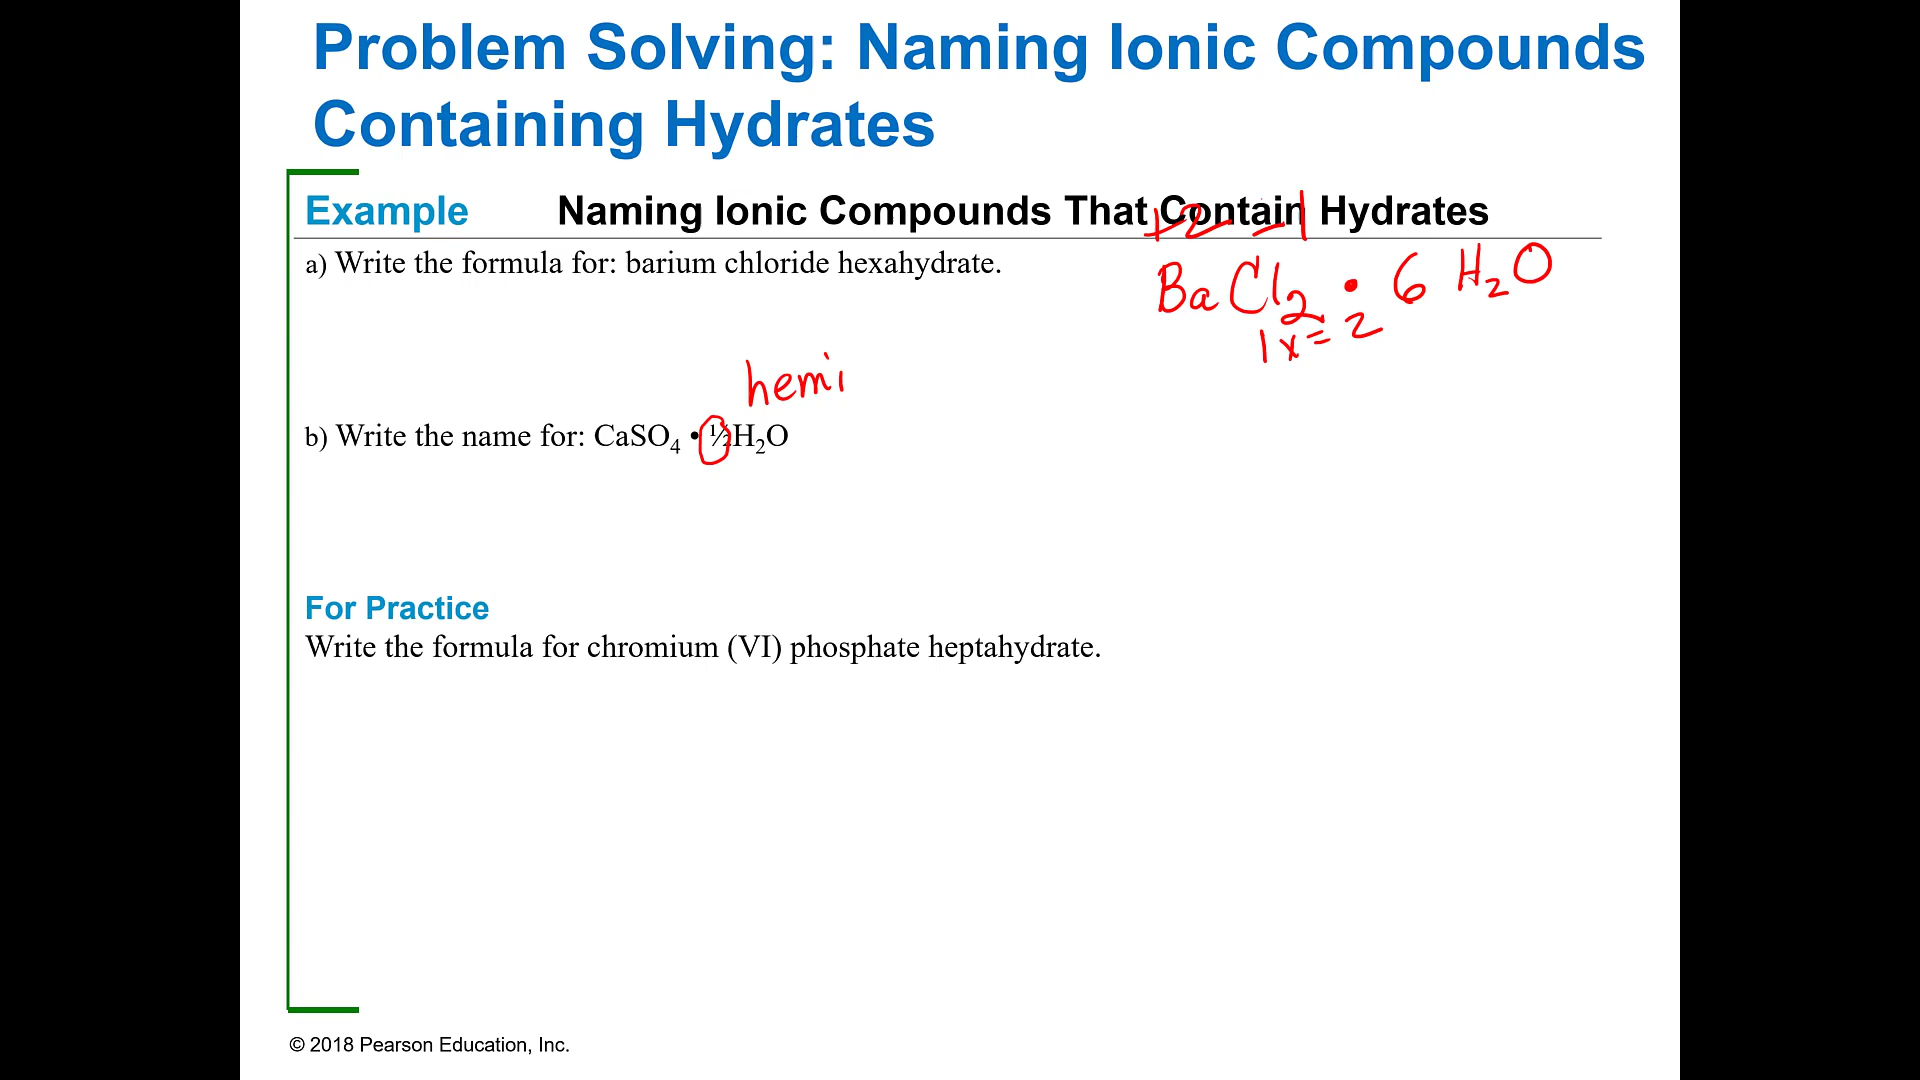 Problem Solving: Naming Ionic Compounds
Containing Hydrates
Example Naming Ionic Compounds That Contain Hydrates
+2 -1
a) Write the formula for: barium chloride hexahydrate.
BaCl₂ • 6 H₂O
1x = 2
hemi
b) Write the name for: CaSO₄ • ½H₂O
For Practice
Write the formula for chromium (VI) phosphate heptahydrate.
© 2018 Pearson Education, Inc.